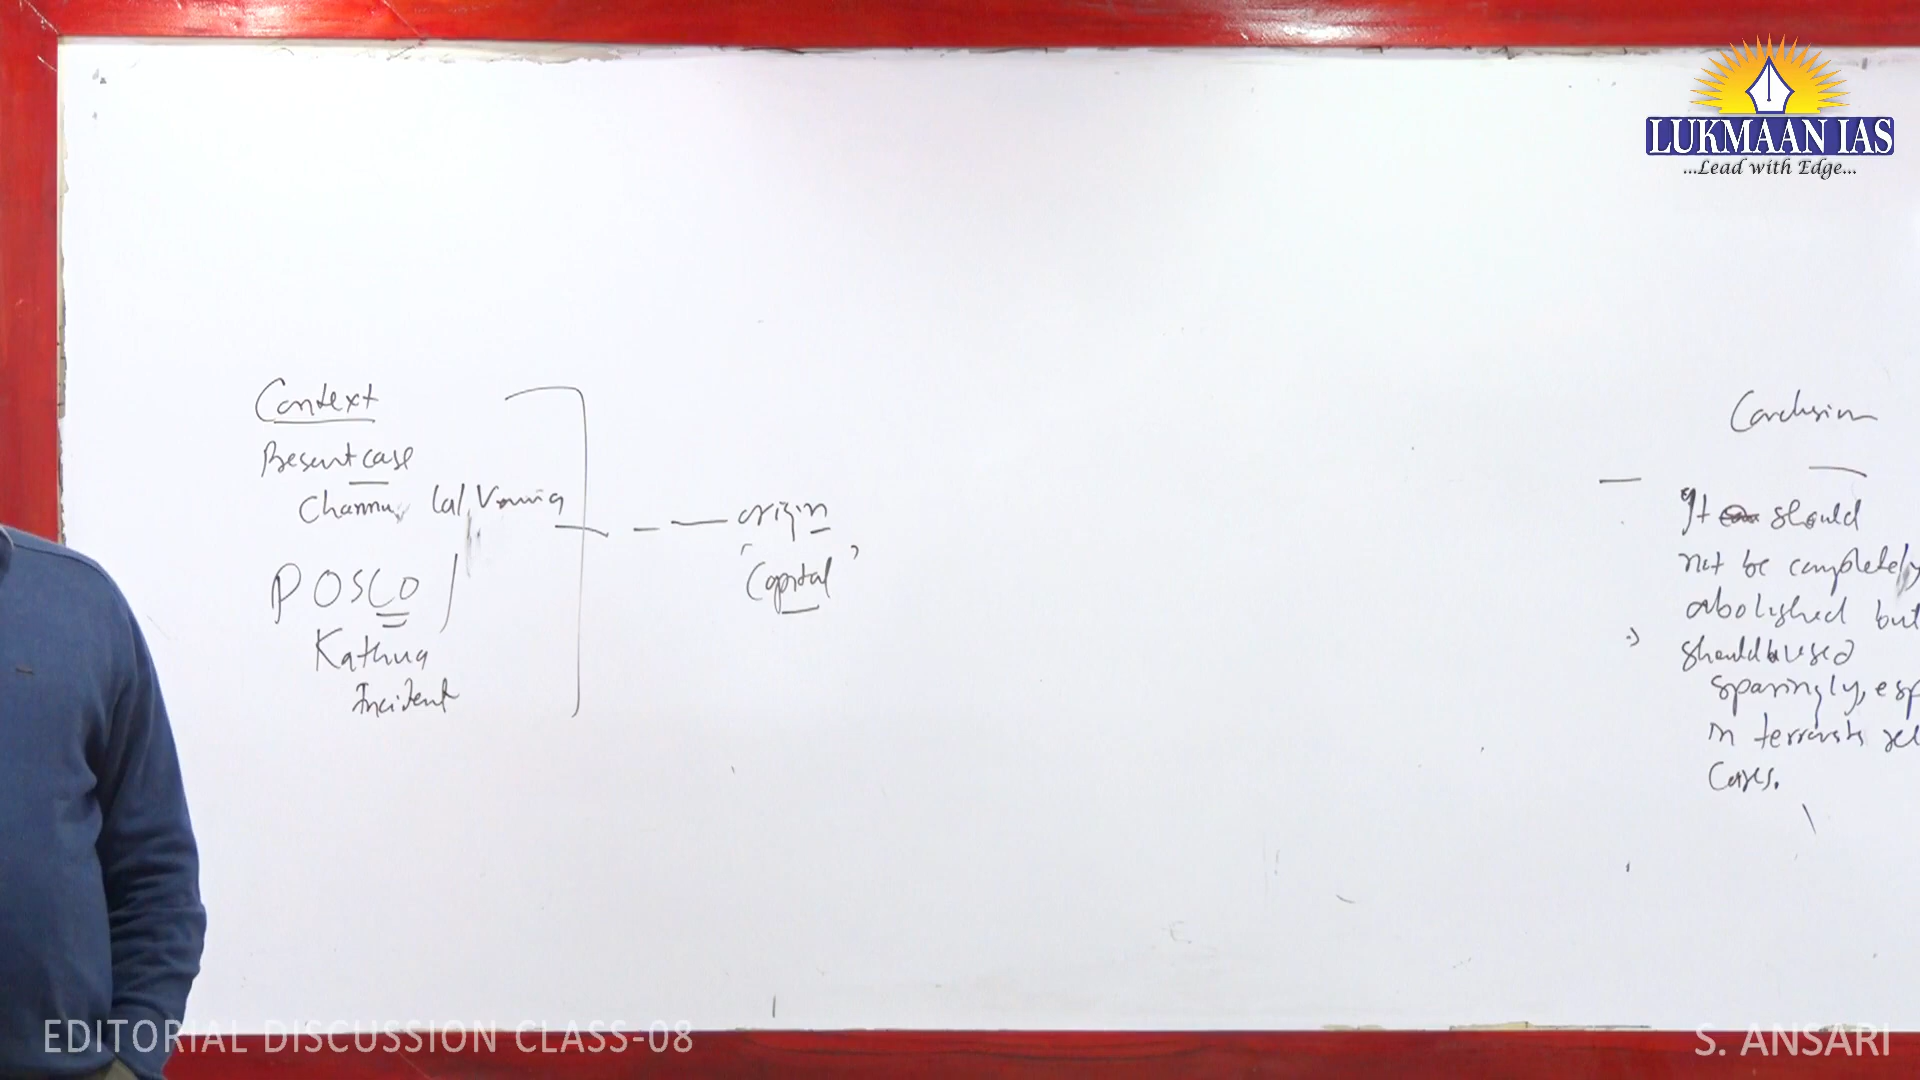 LUKMAAN IAS
...Lead with Edge...
Context
Present case
Channu Lal Verma
POSCO
Kathua
Incident
origin
'Capital'
Conclusion
It should
not be completely
abolished but
should be used
sparingly, esp
in terrorists rel
Cases.
EDITORIAL DISCUSSION CLASS-08
S. ANSARI